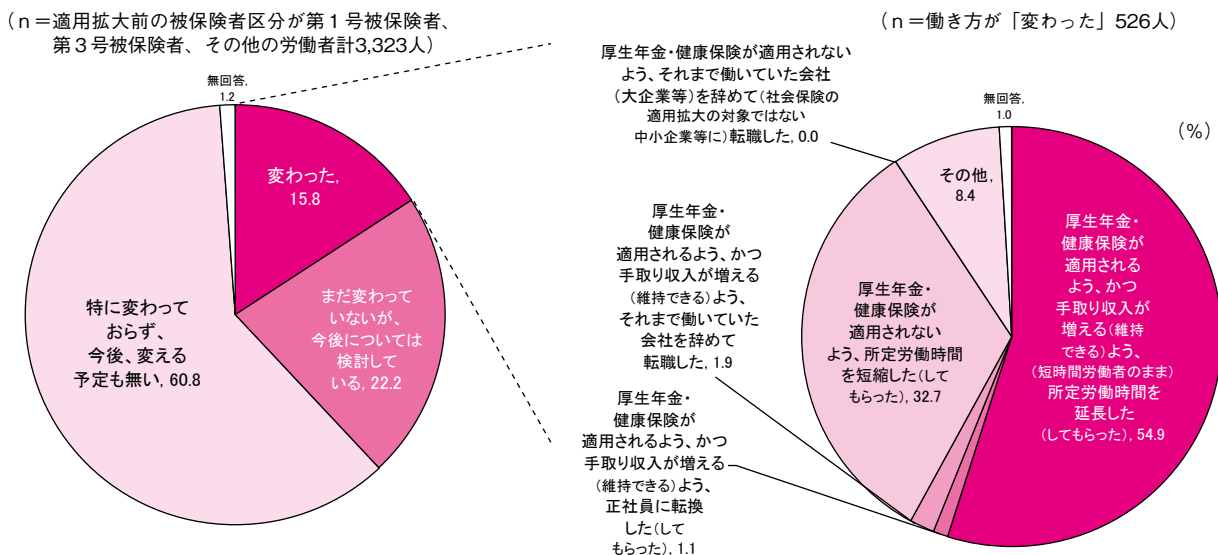 （ｎ＝適用拡大前の被保険者区分が第１号被保険者、
第３号被保険者、その他の労働者計3,323人）
無回答,
1.2
変わった,
15.8
まだ変わって
いないが、
今後については
検討して
いる, 22.2
特に変わって
おらず、
今後、変える
予定も無い, 60.8
（ｎ＝働き方が「変わった」526人）
（%）
厚生年金・健康保険が適用されない
よう、それまで働いていた会社
（大企業等）を辞めて（社会保険の
適用拡大の対象ではない
中小企業等に）転職した, 0.0
無回答,
1.0
その他,
8.4
厚生年金・
健康保険が
適用される
よう、かつ
手取り収入が
増える（維持
できる）よう、
（短時間労働者のまま）
所定労働時間を
延長した
（してもらった）, 54.9
厚生年金・
健康保険が
適用されるよう、かつ
手取り収入が増える
（維持できる）よう、
それまで働いていた
会社を辞めて
転職した, 1.9
厚生年金・
健康保険が
適用されない
よう、所定労働時間
を短縮した（して
もらった）, 32.7
厚生年金・
健康保険が
適用されるよう、かつ
手取り収入が増える
（維持できる）よう、
正社員に転換
した（して
もらった）, 1.1